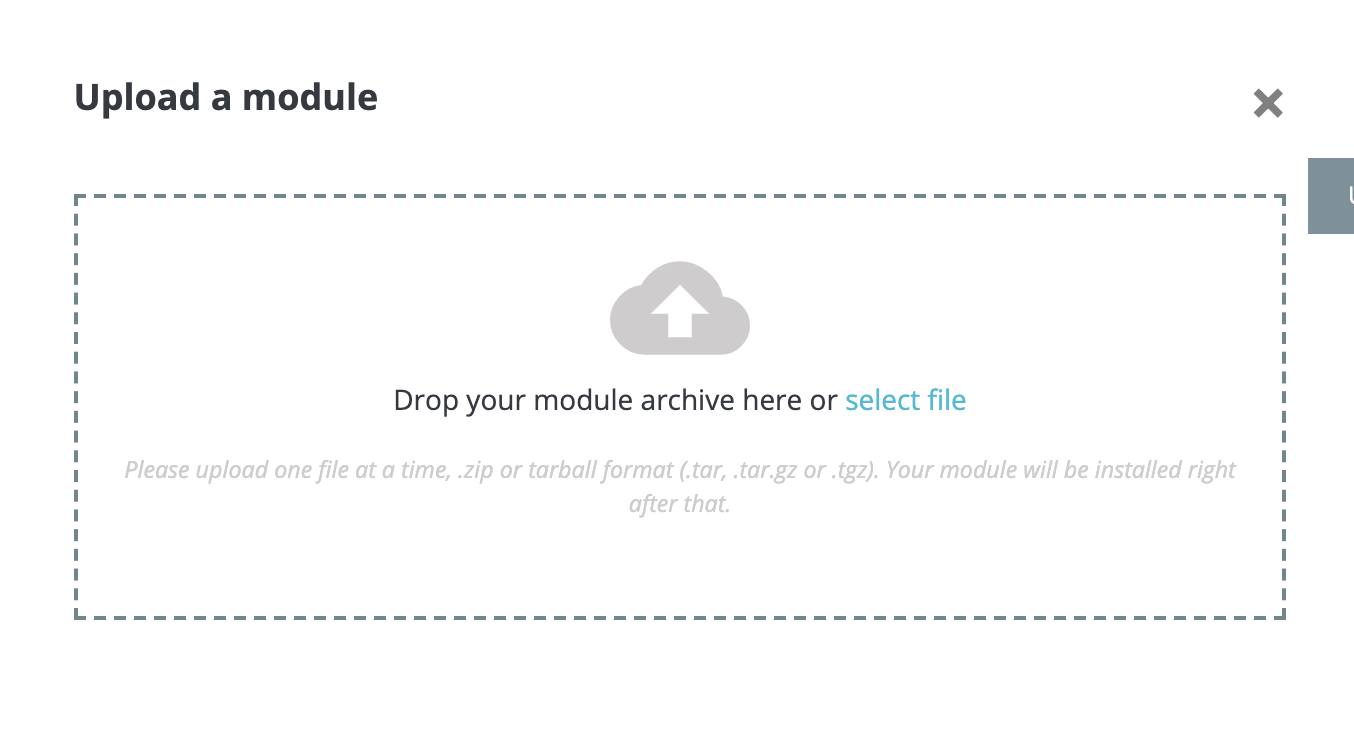 Upload a module
Drop your module archive here or select file
Please upload one file at a time, .zip or tarball format (.tar, .tar.gz or .tgz). Your module will be installed right
after that.